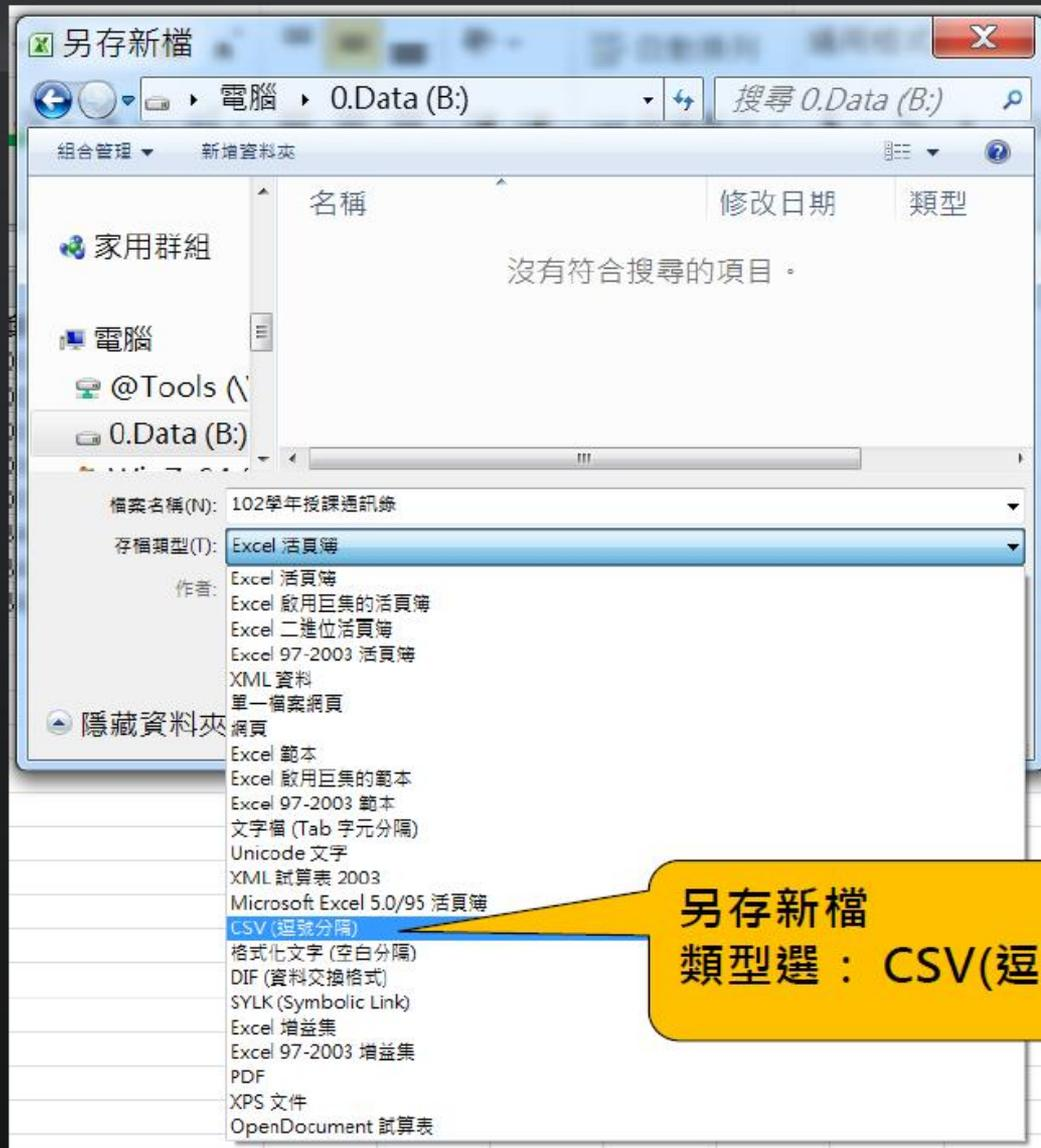 另存新檔
電腦 0.Data (B:)
搜尋 0.Data (B:)
組合管理 新增資料夾
名稱 修改日期 類型
家用群組
沒有符合搜尋的項目。
電腦
@Tools (\
0.Data (B:)
檔案名稱(N): 102學年授課通訊錄
存檔類型(T): Excel 活頁簿
作者:
Excel 活頁簿
Excel 啟用巨集的活頁簿
Excel 二進位活頁簿
Excel 97-2003 活頁簿
XML 資料
單一檔案網頁
網頁
隱藏資料夾
Excel 範本
Excel 啟用巨集的範本
Excel 97-2003 範本
文字檔 (Tab 字元分隔)
Unicode 文字
XML 試算表 2003
Microsoft Excel 5.0/95 活頁簿
CSV (逗號分隔)
格式化文字 (空白分隔)
DIF (資料交換格式)
SYLK (Symbolic Link)
Excel 增益集
Excel 97-2003 增益集
PDF
XPS 文件
OpenDocument 試算表
另存新檔
類型選： CSV(逗